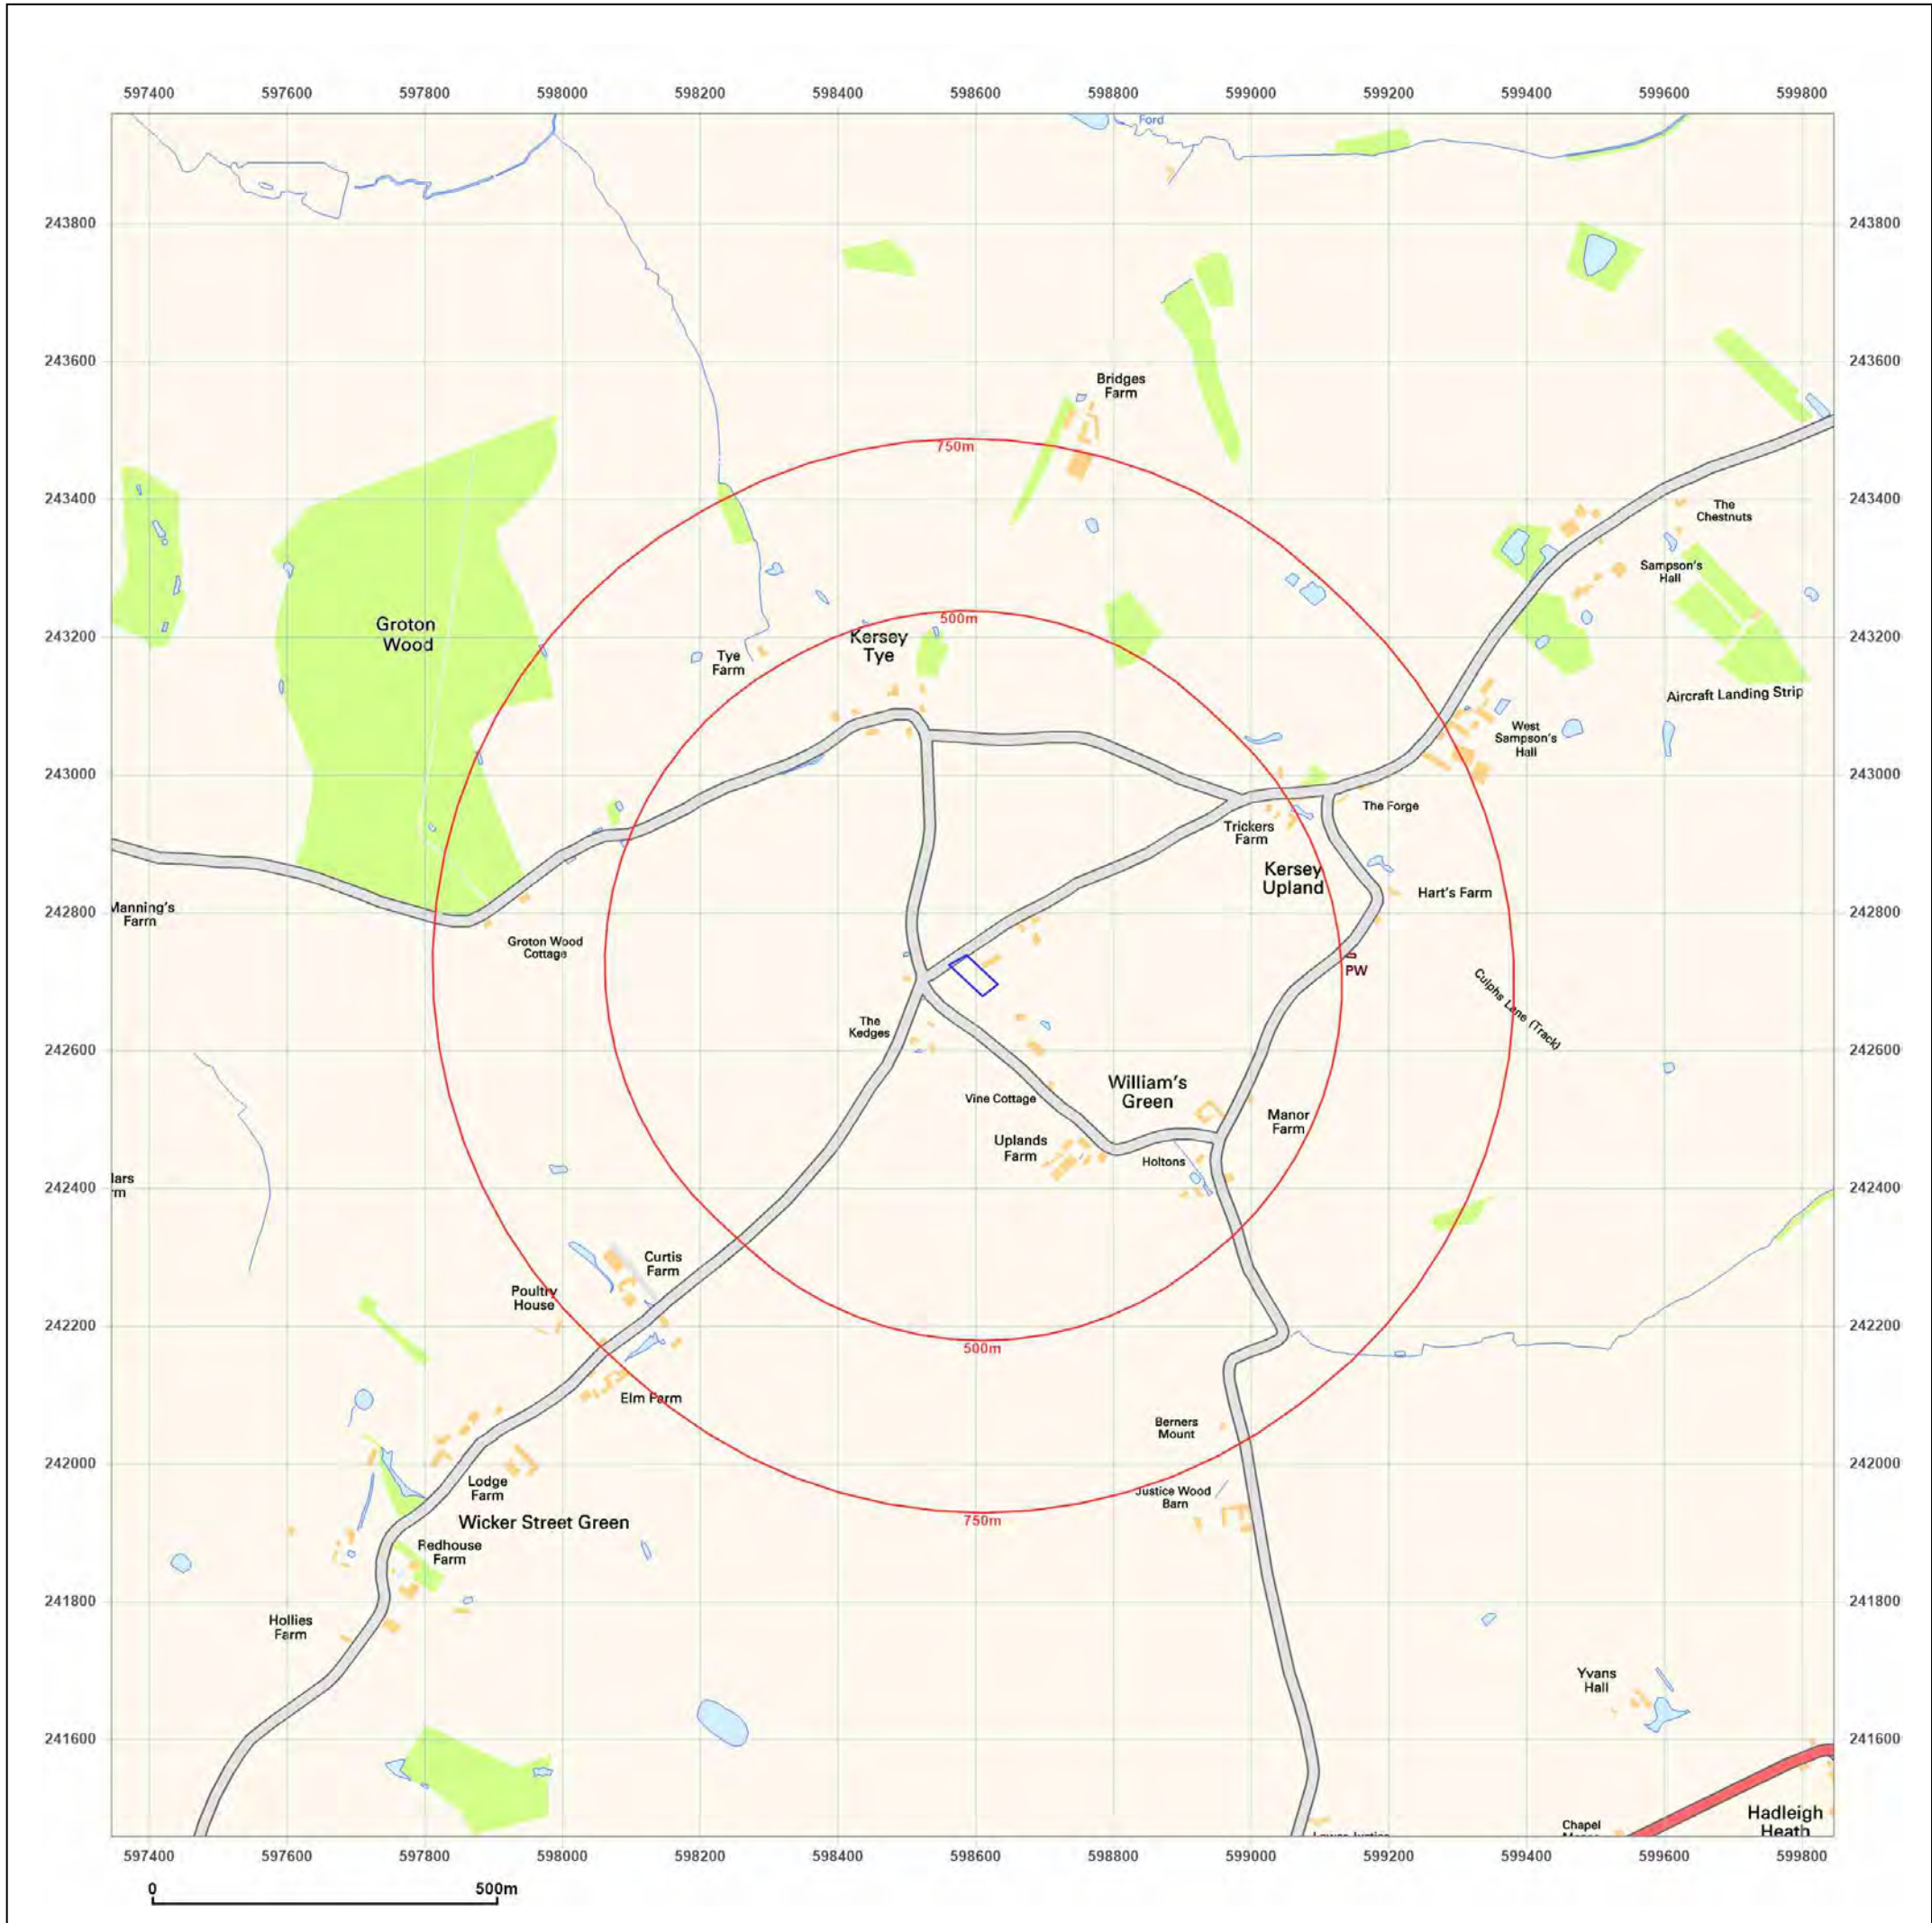 597400 597600 597800 598000 598200 598400 598600 598800 599000 599200 599400 599600 599800
Ford
243800 243800
243600 243600
Bridges
Farm
750m
243400 243400
The
Chestnuts
Sampson's
Hall
500m
Groton
Wood
Kersey
Tye
243200 243200
Tye
Farm
Aircraft Landing Strip
West
Sampson's
Hall
243000 243000
The Forge
Trickers
Farm
Kersey
Upland
Hart's Farm
242800 242800
Manning's
Farm
Groton Wood
Cottage
PW
Culphs Lane (Track)
The
Kedges
242600 242600
William's
Green
Vine Cottage
Manor
Farm
Uplands
Farm
Holtons
242400 242400
lars
rm
Curtis
Farm
Poultry
House
242200 242200
500m
Elm Farm
Berners
Mount
242000 242000
Lodge
Farm
Justice Wood
Barn
Wicker Street Green
750m
Redhouse
Farm
241800 241800
Hollies
Farm
Yvans
Hall
241600 241600
Hadleigh
Heath
Chapel
597400 597600 597800 598000 598200 598400 598600 598800 599000 599200 599400 599600 599800
0 500m